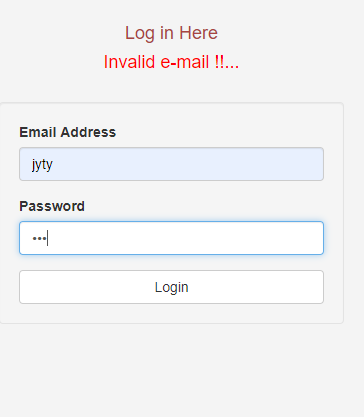 Log in Here
Invalid e-mail !!...
Email Address
jyty
Password
•••
Login